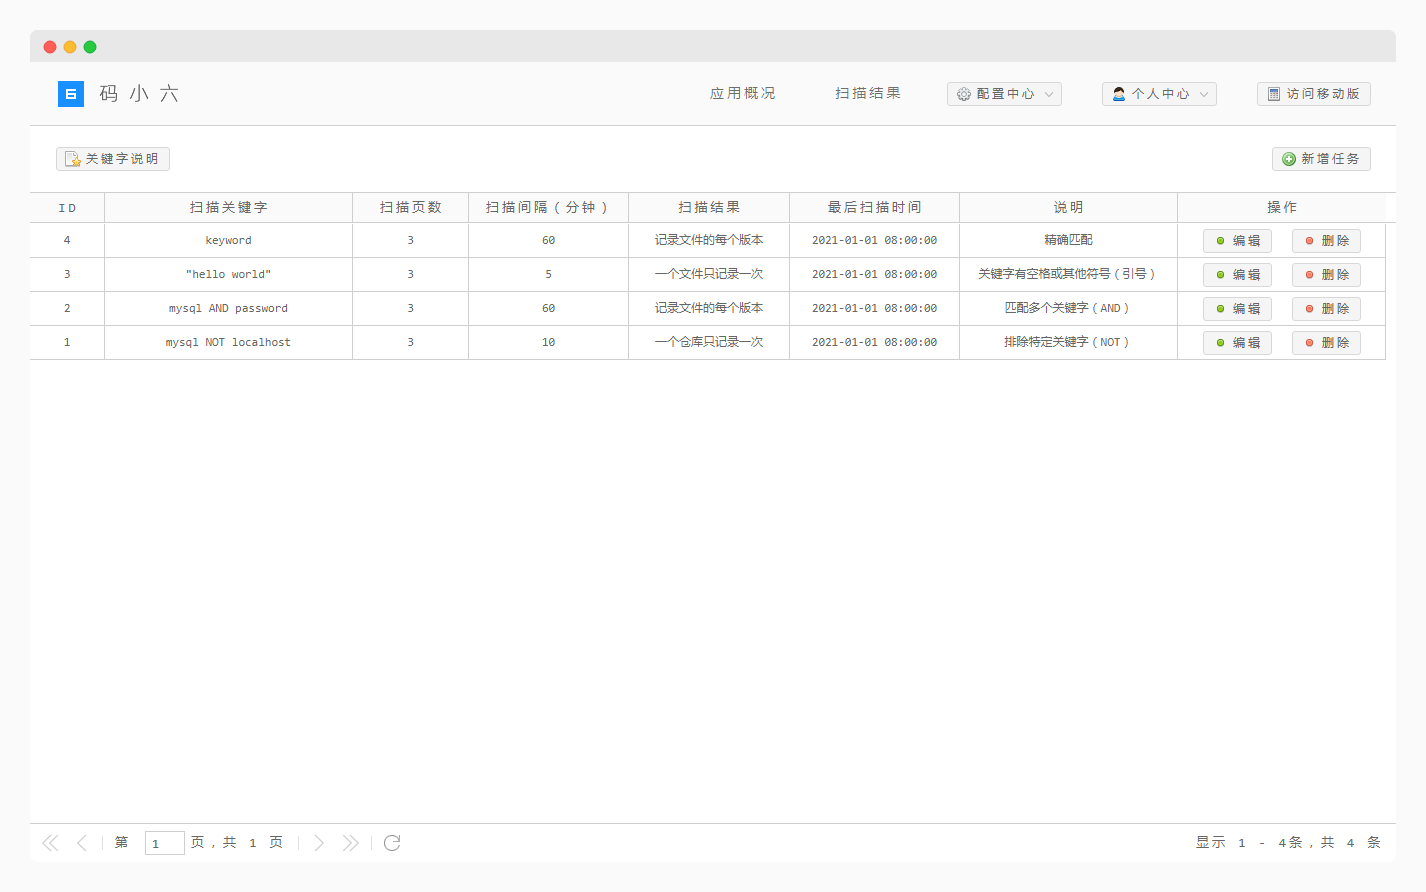 6 码小六 应用概况 扫描结果 配置中心 个人中心 访问移动版
关键字说明 新增任务
ID 扫描关键字 扫描页数 扫描间隔（分钟） 扫描结果 最后扫描时间 说明 操作
4 keyword 3 60 记录文件的每个版本 2021-01-01 08:00:00 精确匹配 编辑 删除
3 "hello world" 3 5 一个文件只记录一次 2021-01-01 08:00:00 关键字有空格或其他符号（引号） 编辑 删除
2 mysql AND password 3 60 记录文件的每个版本 2021-01-01 08:00:00 匹配多个关键字（AND） 编辑 删除
1 mysql NOT localhost 3 10 一个仓库只记录一次 2021-01-01 08:00:00 排除特定关键字（NOT） 编辑 删除
第 1 页，共 1 页 显示 1 - 4条，共 4 条